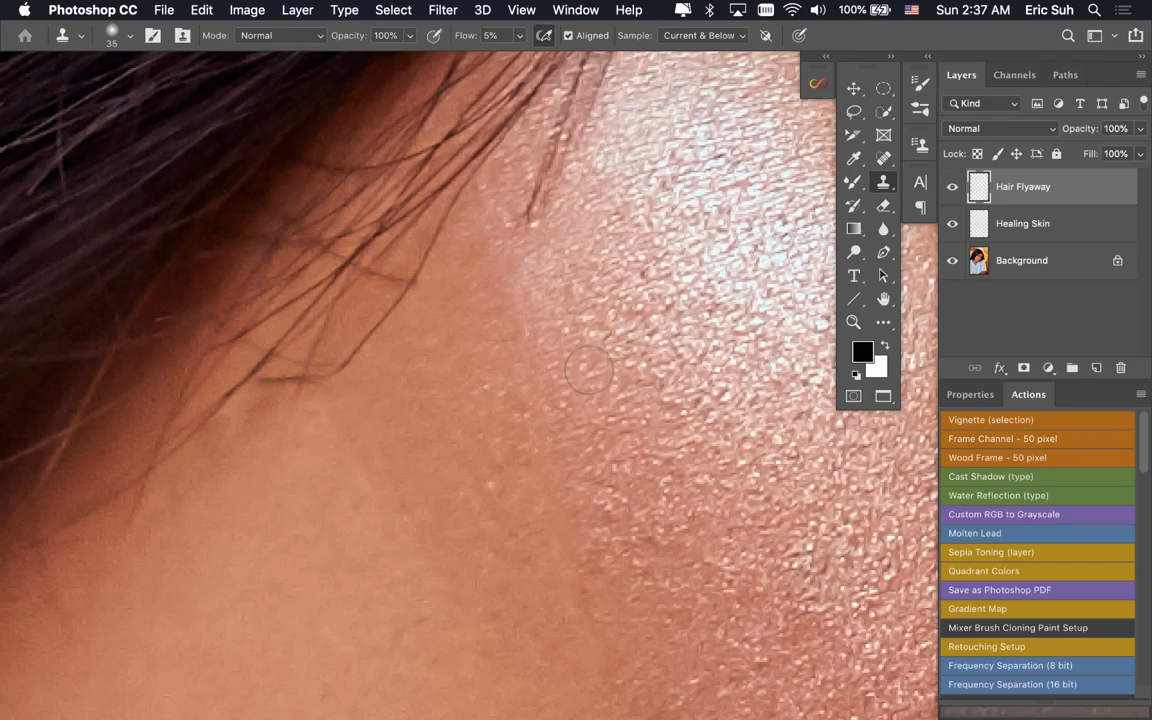 Photoshop CC File Edit Image Layer Type Select Filter 3D View Window Help 100% Sun 2:37 AM Eric Suh
35 Mode: Normal Opacity: 100% Flow: 5% Aligned Sample: Current & Below
Layers Channels Paths
Kind
Normal Opacity: 100%
Lock: Fill: 100%
Hair Flyaway
Healing Skin
Background
Properties Actions
Vignette (selection)
Frame Channel - 50 pixel
Wood Frame - 50 pixel
Cast Shadow (type)
Water Reflection (type)
Custom RGB to Grayscale
Molten Lead
Sepia Toning (layer)
Quadrant Colors
Save as Photoshop PDF
Gradient Map
Mixer Brush Cloning Paint Setup
Retouching Setup
Frequency Separation (8 bit)
Frequency Separation (16 bit)